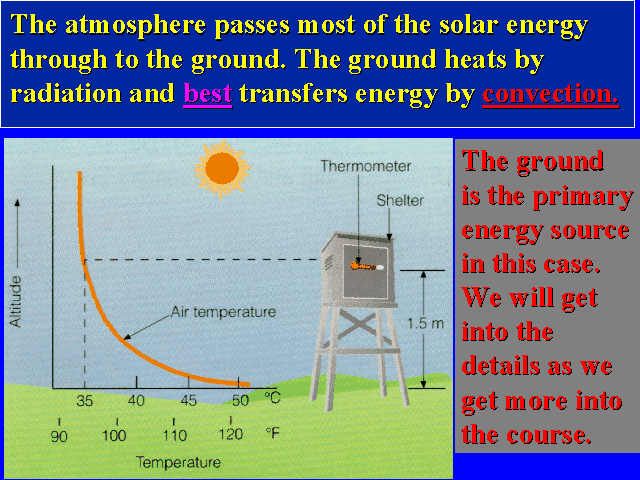 The atmosphere passes most of the solar energy
through to the ground. The ground heats by
radiation and best transfers energy by convection.
The ground
is the primary
energy source
in this case.
We will get
into the
details as we
get more into
the course.
Thermometer
Shelter
Altitude
Air temperature
1.5 m
35 40 45 50 °C
90 100 110 120 °F
Temperature